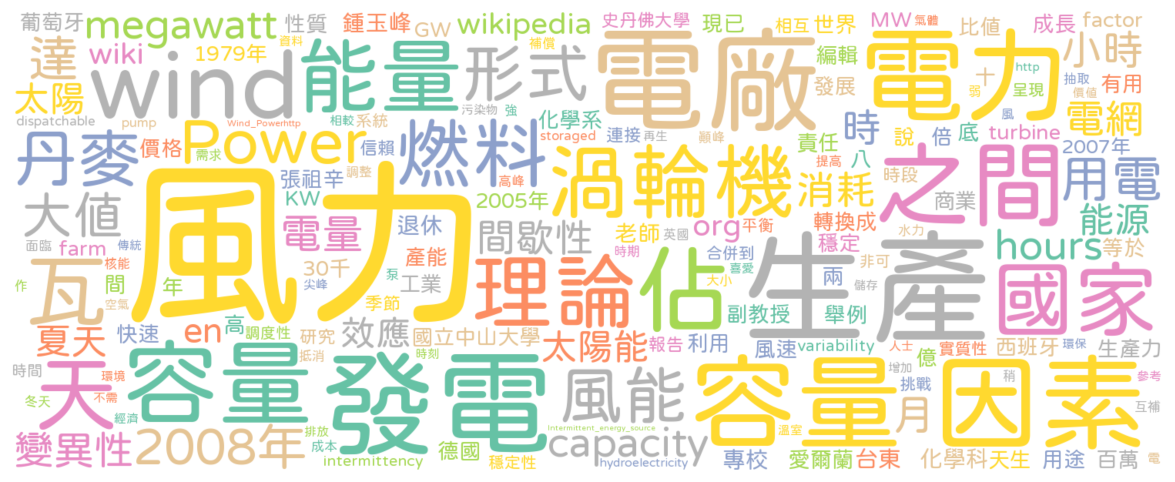 葡萄牙 megawatt 性質 鍾玉峰 GW wikipedia 史丹佛大學 現已 相互 世界 MW 氣體 比值 成長 factor
wiki 1979年 資料 能量 形式 補償 電廠 編輯 電力 小時
達 wind 發展 十 http 呈現 抽取 有用
太陽 污染物 強 化學系 弱 價值 電網
dispatchable pump Wind_Powerhttp 相較 系統 storaged 連接 再生 顛峰 責任 時 說 倍 底 風 turbine 2007年
丹麥 價格 Power 需求 信賴 燃料 渦輪機 提高 八 之間 用電
張祖辛 調整 高峰 消耗 時段
大值 風力 KW 2005年 商業 能源
電量 退休 間歇性 老師 org 平衡 轉換成 水力
面臨 farm 傳統 英國 合併到 穩定 hours 等於
瓦 核能 產能 時期 非可
作 間 年 30千 泵 工業 理論 佔 大小 喜愛 兩 生產 國家
空氣 尖峰 季節 儲存
夏天 快速 en 高 調度性 研究 效應 國立中山大學 副教授 舉例
抵消 時刻 太陽能 報告 利用 風速 variability 人士 實質性 西班牙 環保 生產力
時間 天 環境 容量 發電 風能 容量 億 因素 增加 稍 參考
冬天 不需 挑戰 互補
經濟 月
變異性 2008年 排放 Intermittent_energy_source 溫室
成本 德國 capacity
intermittency 穩定性 hydroelectricity 專校 愛爾蘭 台東 化學科 天生 用途 百萬 電